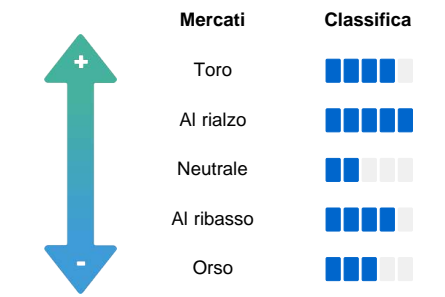 Mercati Classifica
+
Toro
Al rialzo
Neutrale
Al ribasso
-
Orso